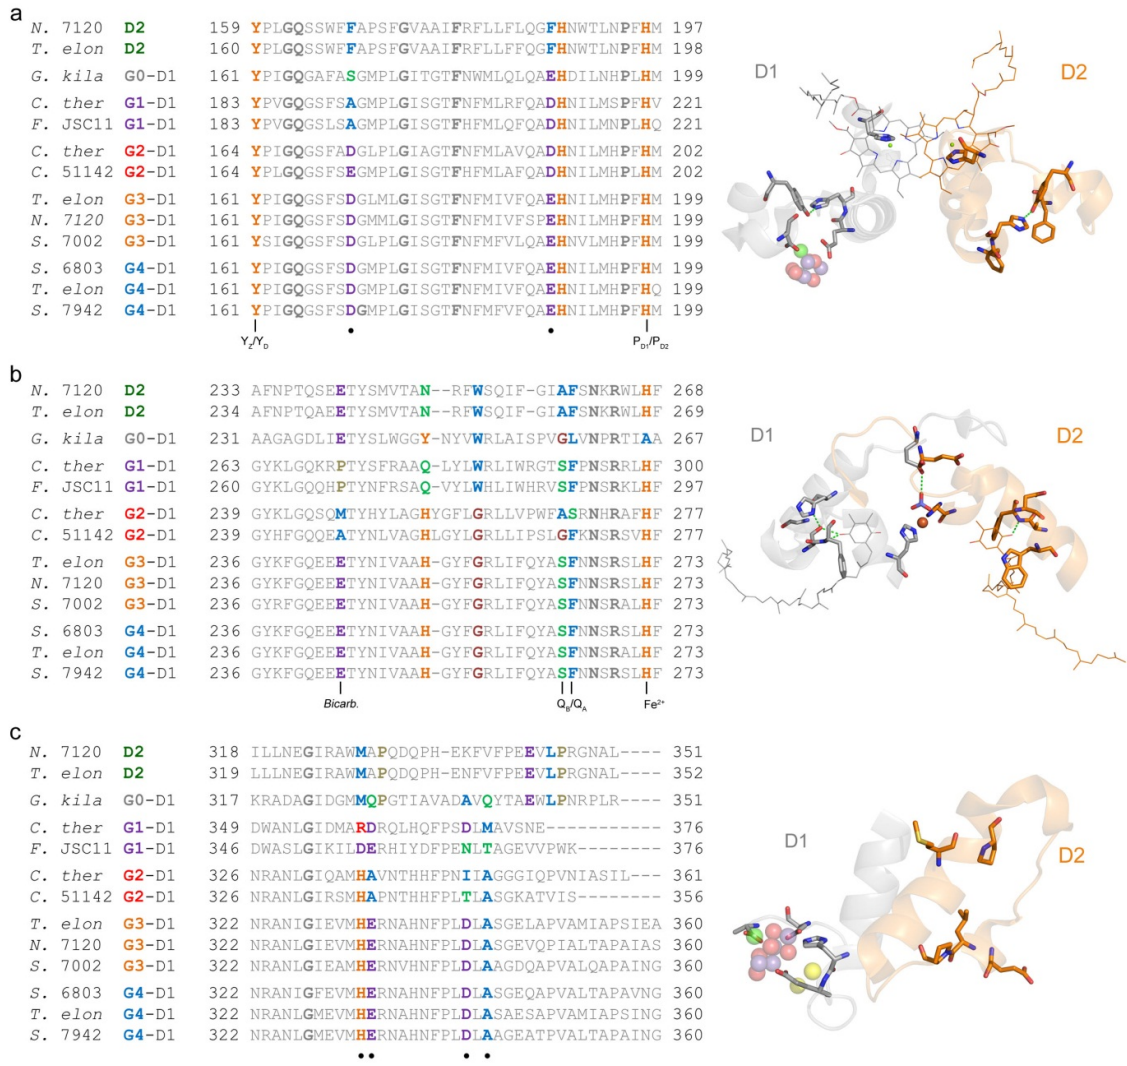 a
N. 7120 D2 159 YPLGQSSWFFAPSFGVAAIFRFLLFLQGFHNWTLNPFHM 197
T. elon D2 160 YPLGQSSWFFAPSFGVAAIFRFLLFLQGFHNWTLNPFHM 198
G. kila G0-D1 161 YPIGQGAFASGMPLGITGTFNWMLQLQAEHDILNHPLHM 199
C. ther G1-D1 183 YPVGQGSLSAGMPLGISGTFNFMLRFQADHNILMSPFHV 221
F. JSC11 G1-D1 183 YPVGQGSLSAGMPLGISGTFHFMLQFQADHNILMNPLHQ 221
C. ther G2-D1 164 YPIGQGSFADGLPLGIAGTFNFMLAVQADHNILMHPFHM 202
C. 51142 G2-D1 164 YPLGQGSFSEGLPLGISGTFNFMLVLQADHNILMHPFHM 202
T. elon G3-D1 161 YPIGQGSFSDGLMLGISGTFNFMIVFQAEHNILMHPFHM 199
N. 7120 G3-D1 161 YPIGQGSFSDGMPLGISGTFNFMIVFSPEHNILMHPFHM 199
S. 7002 G3-D1 161 YSIGQGSFSDGLPLGISGTFNFMFVLQAEHNVLMHPFHM 199
S. 6803 G4-D1 161 YPIGQGSFSDGMPLGISGTFNFMIVFQAEHNILMHPFHM 199
T. elon G4-D1 161 YPIGQGSFSDGMPLGISGTFNFMIVFQAEHNILMHPFHQ 199
S. 7942 G4-D1 161 YPIGQGSFSDGMPLGISGTFNFMFVFQAEHNILMHPFHM 199
YZ/YD PD1/PD2
D1 D2
b
N. 7120 D2 233 AFNPTQSEETYSMVTAN--RFWSQIF-GIAFSNKRWLHF 268
T. elon D2 234 AFNPTQAEETYSMVTAN--RFWSQIF-GIAFSNKRWLHF 269
G. kila G0-D1 231 AAGAGDLIETYSLWGGY-NYVWRLAISPVGLVNPRTIAA 267
C. ther G1-D1 263 GYKLGQKRPTYSFRAAQ-LYLWRLIWRGTSFPNSRRLHF 300
F. JSC11 G1-D1 260 GYKLGQQHPTYNFRSAQ-VYLWHLIWHRVSFPNSRKLHF 297
C. ther G2-D1 239 GYKLGQSQMTYNYLAGHYGFLGRLLVPWFASRNHRAFHF 277
C. 51142 G2-D1 239 GYKLGQQEATYNLVAGHYGYLGRLLIPSLGFKNSRSLHF 277
T. elon G3-D1 236 GYKFGQEEETYNIVAAH-GYFGRLIFQYASFNNSRSLHF 273
N. 7120 G3-D1 236 GYKFGQEEETYNIVAAH-GYFGRLIFQYASFNNSRSLHF 273
S. 7002 G3-D1 236 GYRFGQEEETYNIVAAH-GYFGRLIFQYASFNNSRALHF 273
S. 6803 G4-D1 236 GYKFGQEEETYNIVAAH-GYFGRLIFQYASFNNSRSLHF 273
T. elon G4-D1 236 GYKFGQEEETYNIVAAH-GYFGRLIFQYASFNNSRSLHF 273
S. 7942 G4-D1 236 GYKFGQEEETYNIVAAH-GYFGRLIFQYASFNNSRALHF 273
Bicarb. QB/QA Fe2+
D1 D2
c
N. 7120 D2 318 ILLNEGIRAWMAPQDQPH-EKFVFPEEVLPRGNAL---- 351
T. elon D2 319 ILLNEGIRAWMAPQDQPH-ENFVFPEEVLPRGNAL---- 352
G. kila G0-D1 317 KRADAGIDGMMQPGTIAVADAVQYTAEWLPNRPLR---- 351
C. ther G1-D1 349 DWANLGIDMARDRQLHQFPSDLMAVSNE----------- 376
F. JSC11 G1-D1 346 DWASLGIKILDERHIYDFPENLTAGEVVPWK-------- 376
C. ther G2-D1 326 NRANLGIQAMHAVNTHHFPNIIAGGGIQPVNIASIL--- 361
C. 51142 G2-D1 326 NRANLGIRSMHAPNTHHFPLTLASGKATVIS-------- 356
T. elon G3-D1 322 NRANLGMEVMHERNAHNFPLDLASGELAPVAMIAPSIEA 360
N. 7120 G3-D1 322 NRANLGMEVMHERNAHNFPLDLAAGEVQPIALTAPAIAS 360
S. 7002 G3-D1 322 NRANLGIEAMHERNVHNFPLDLAAGDQAPVALQAPAING 360
S. 6803 G4-D1 322 NRANIGFEVMHERNAHNFPLDLASGEQAPVALTAPAVNG 360
T. elon G4-D1 322 NRANLGMEVMHERNAHNFPLDLASAESAPVAMIAPSING 360
S. 7942 G4-D1 322 NRANLGMEVMHERNAHNFPLDLAAGEATPVALTAPAING 360
D1 D2